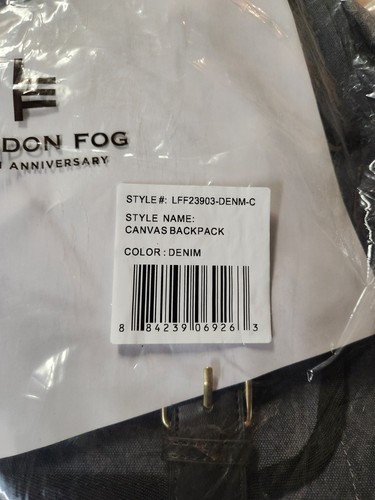 DON FOG
ANNIVERSARY
STYLE #: LFF23903-DENM-C
STYLE NAME:
CANVAS BACKPACK
COLOR : DENIM
8 84239 06926 3